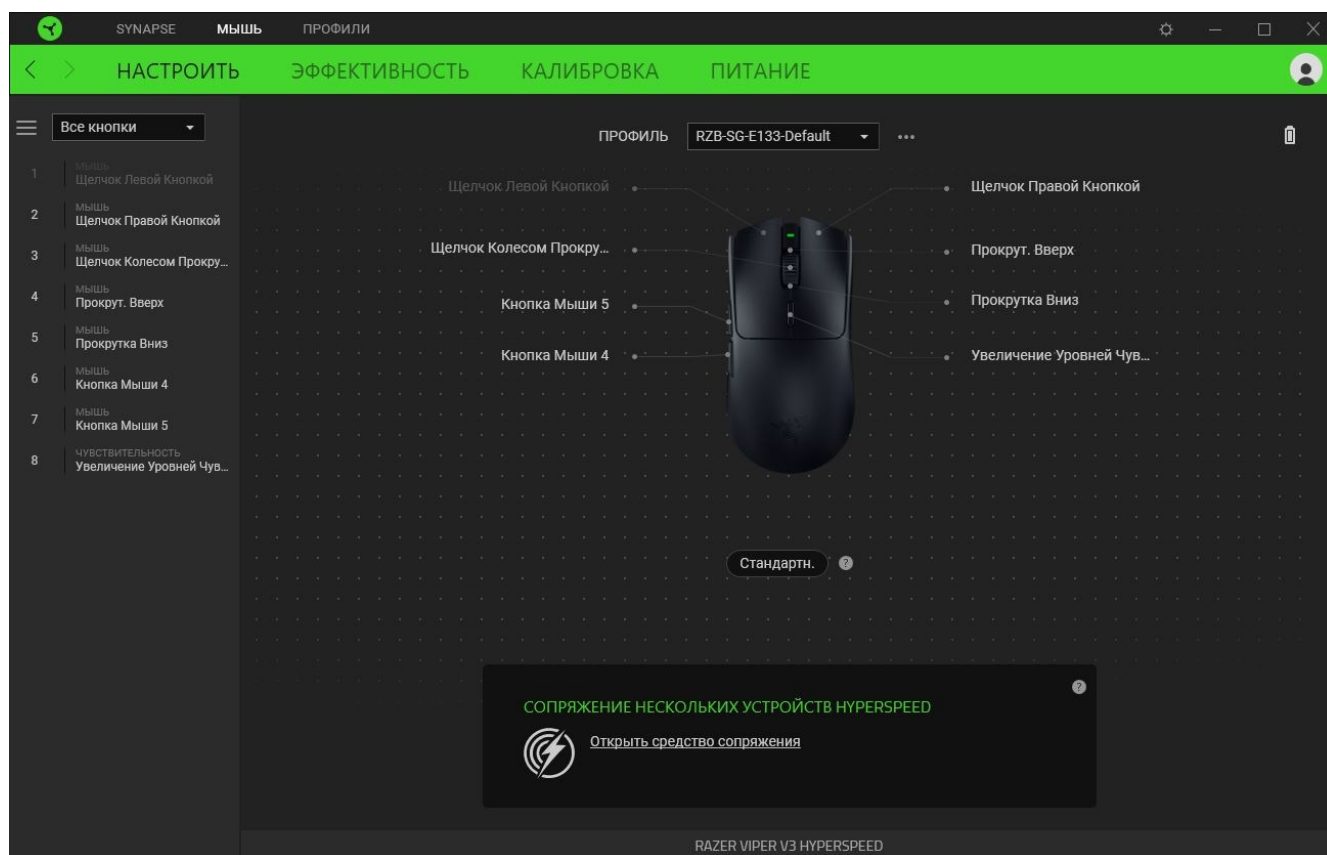 SYNAPSE МЫШЬ ПРОФИЛИ
НАСТРОИТЬ ЭФФЕКТИВНОСТЬ КАЛИБРОВКА ПИТАНИЕ
Все кнопки
ПРОФИЛЬ RZB-SG-E133-Default
1 МЫШЬ
Щелчок Левой Кнопкой
2 МЫШЬ
Щелчок Правой Кнопкой
3 МЫШЬ
Щелчок Колесом Прокру...
4 МЫШЬ
Прокрут. Вверх
5 МЫШЬ
Прокрутка Вниз
6 МЫШЬ
Кнопка Мыши 4
7 МЫШЬ
Кнопка Мыши 5
8 ЧУВСТВИТЕЛЬНОСТЬ
Увеличение Уровней Чув...
Щелчок Левой Кнопкой
Щелчок Правой Кнопкой
Щелчок Колесом Прокру...
Прокрут. Вверх
Кнопка Мыши 5
Прокрутка Вниз
Кнопка Мыши 4
Увеличение Уровней Чув...
Стандартн. ?
?
СОПРЯЖЕНИЕ НЕСКОЛЬКИХ УСТРОЙСТВ HYPERSPEED
Открыть средство сопряжения
RAZER VIPER V3 HYPERSPEED